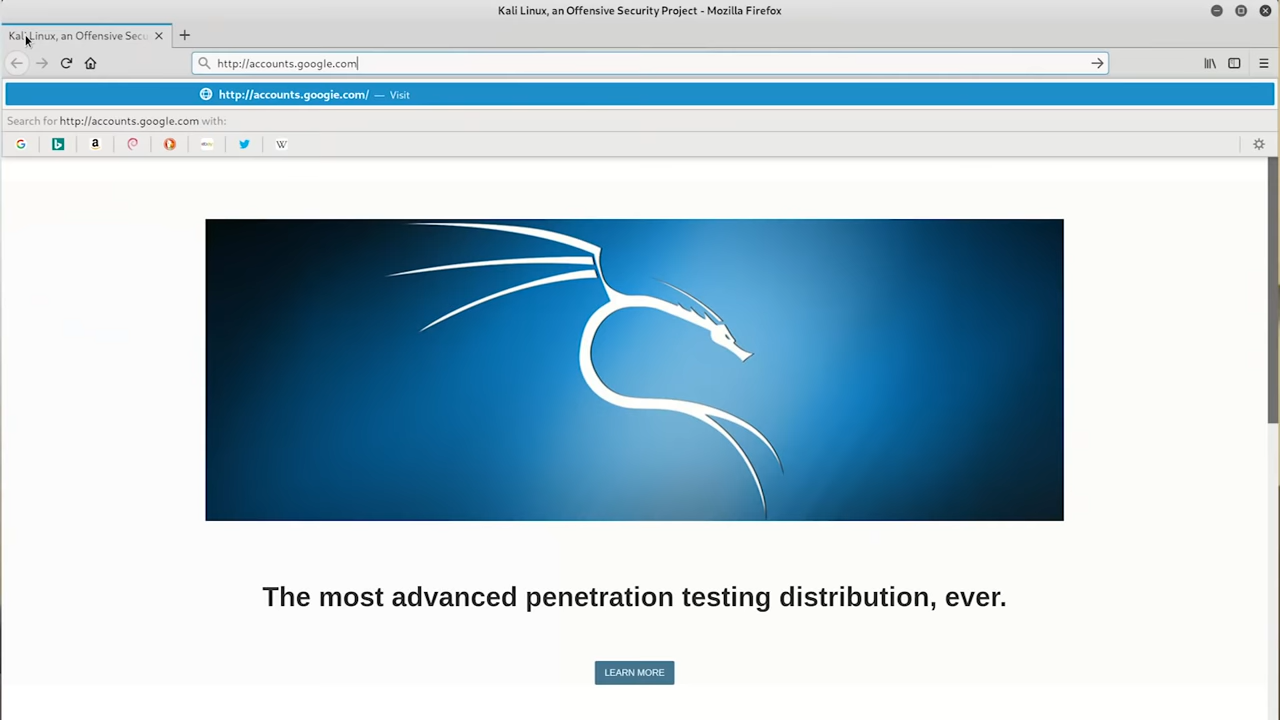 Kali Linux, an Offensive Security Project - Mozilla Firefox
Kali Linux, an Offensive Secu
http://accounts.google.com
http://accounts.googie.com/ — Visit
Search for http://accounts.google.com with:
The most advanced penetration testing distribution, ever.
LEARN MORE